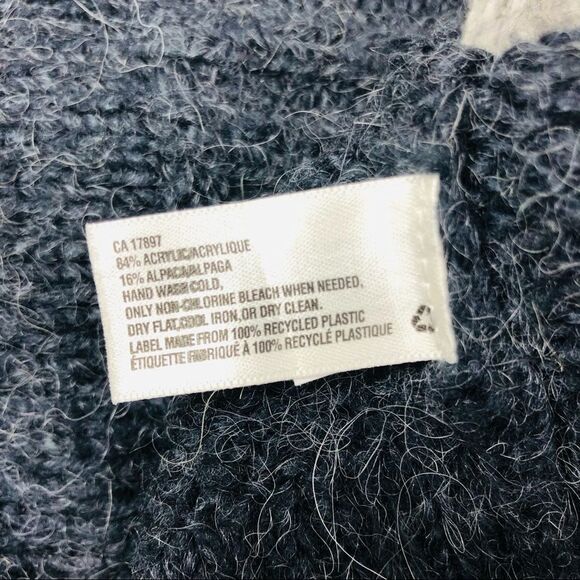 CA 17897
84% ACRYLIC/ACRYLIQUE
16% ALPACA/ALPAGA
HAND WASH COLD,
ONLY NON-CHLORINE BLEACH WHEN NEEDED,
DRY FLAT,COOL IRON,OR DRY CLEAN.
LABEL MADE FROM 100% RECYCLED PLASTIC
ÉTIQUETTE FABRIQUÉ À 100% RECYCLÉ PLASTIQUE